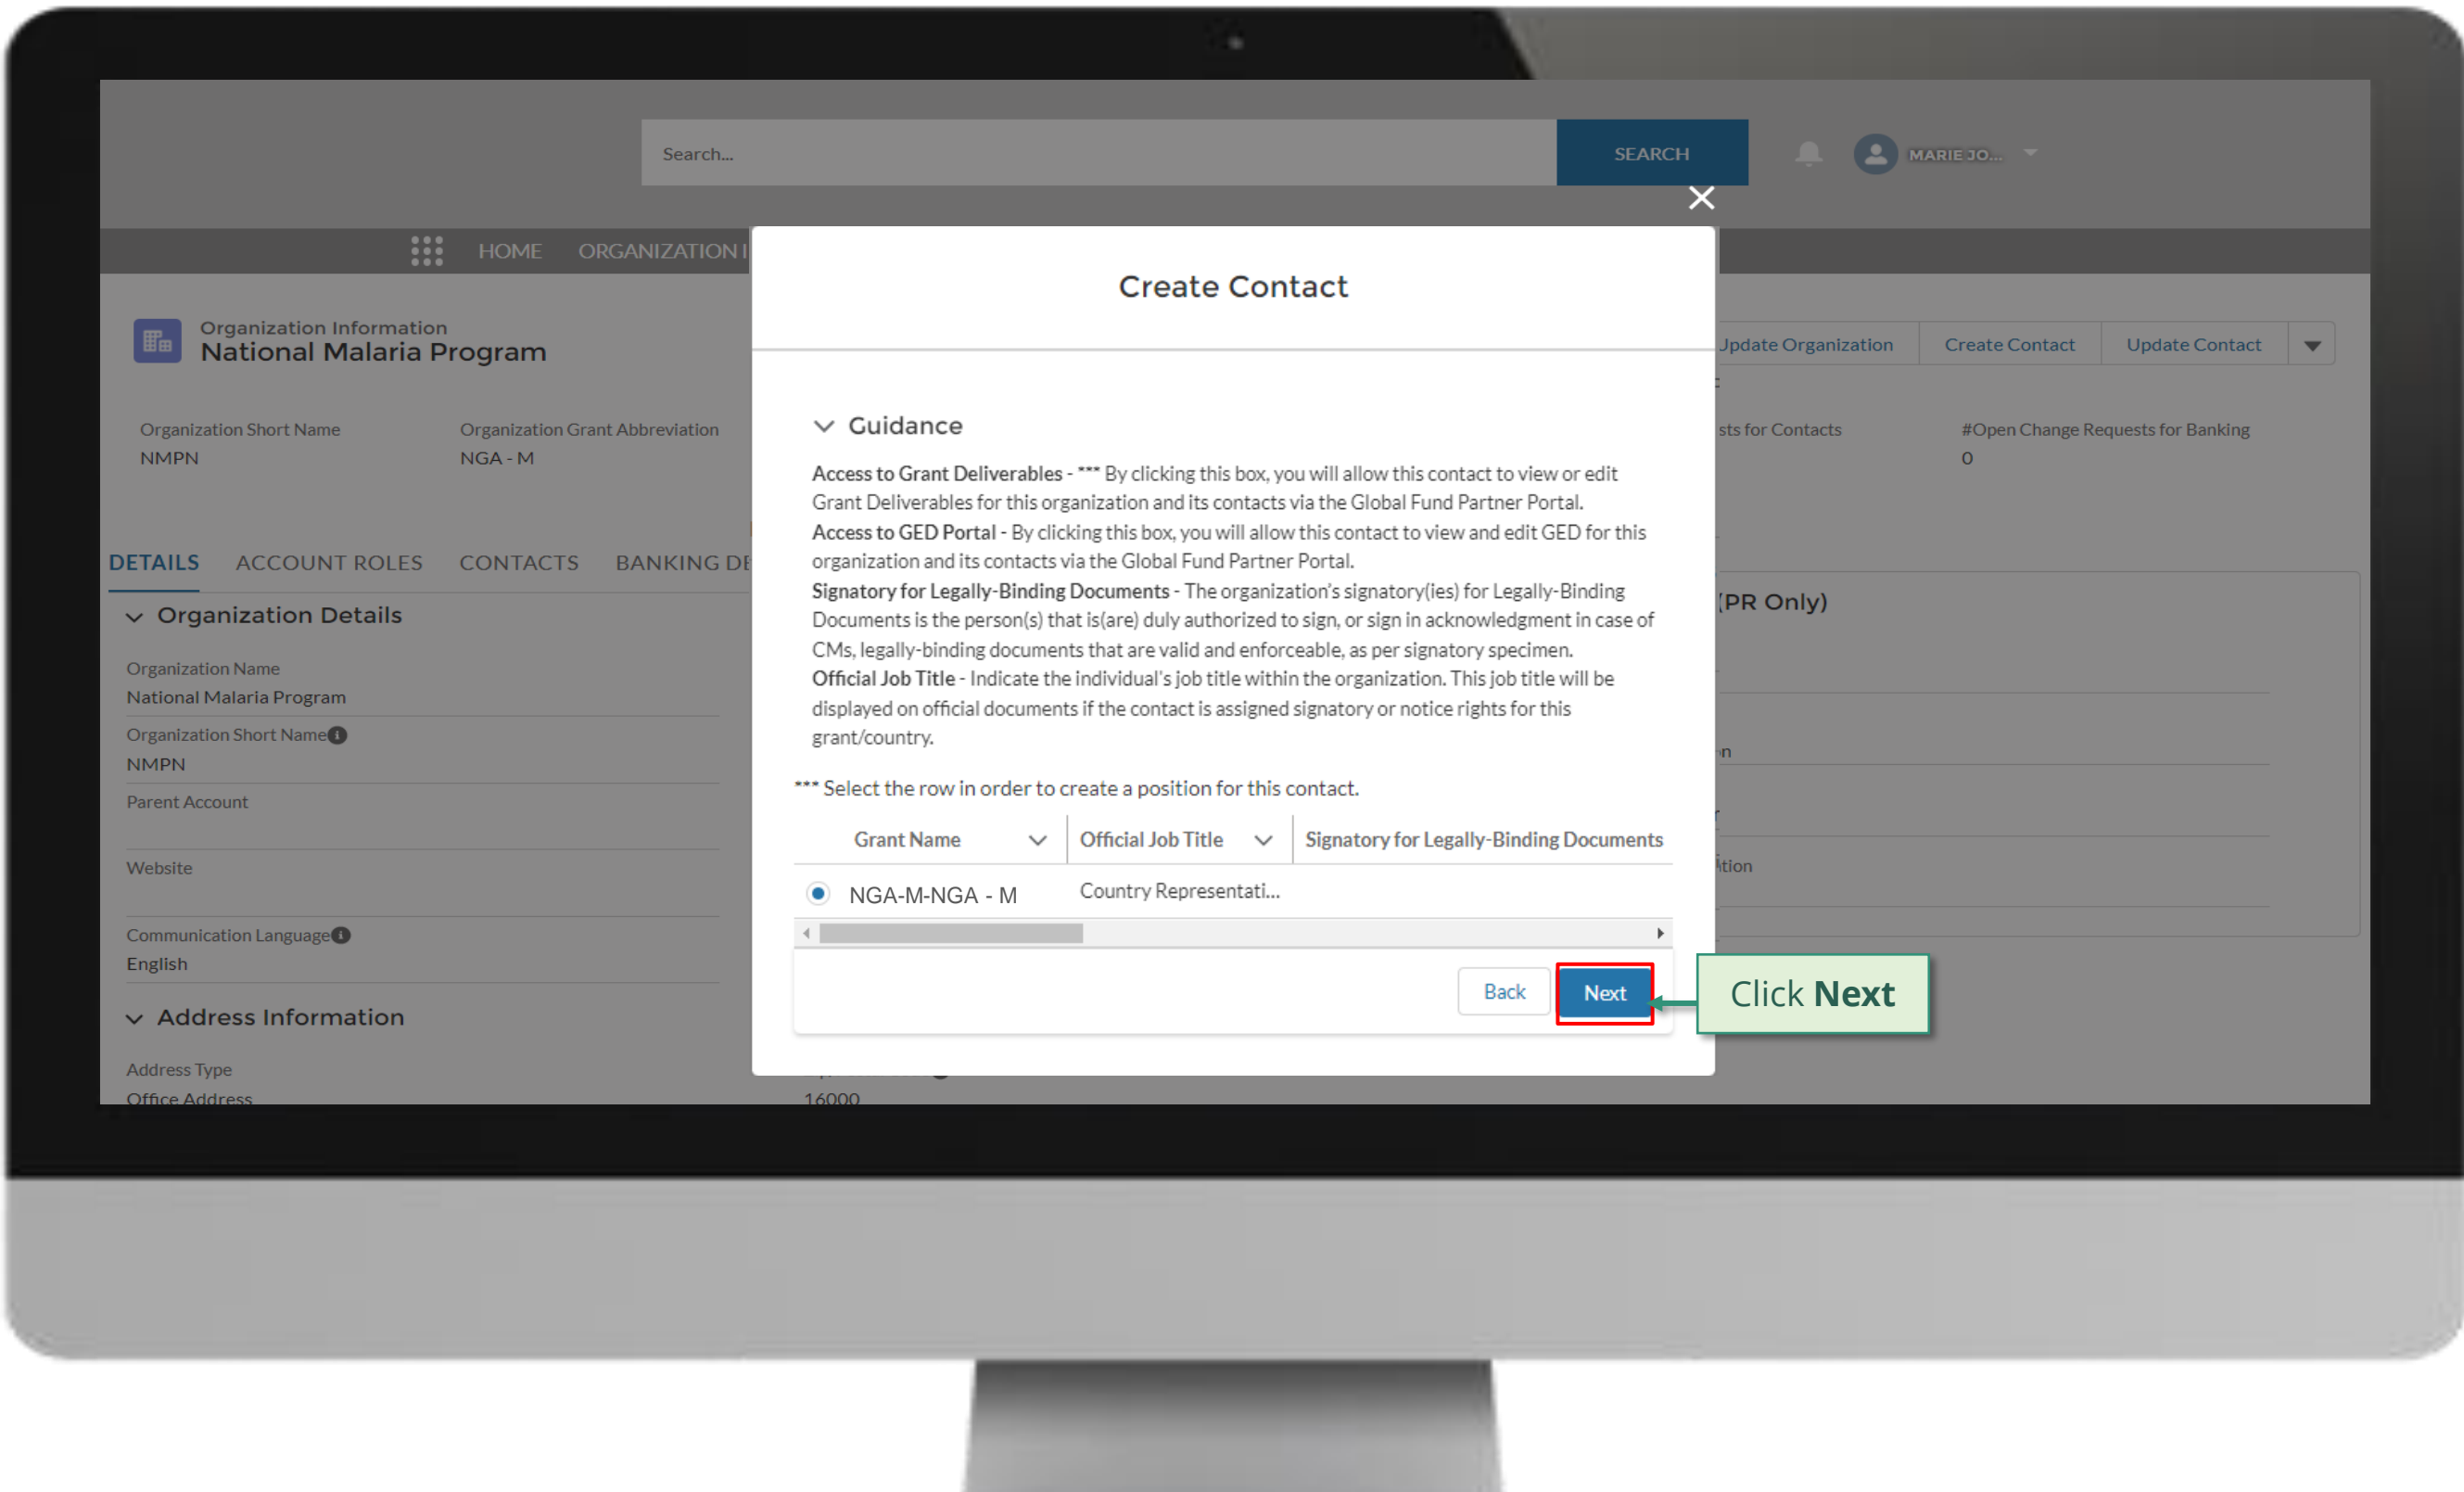 Search...
SEARCH
MARIE JO...
HOME
ORGANIZATION I
Organization Information
National Malaria Program
Organization Short Name
NMPN
Organization Grant Abbreviation
NGA - M
Update Organization
Create Contact
Update Contact
sts for Contacts
#Open Change Requests for Banking
0
DETAILS
ACCOUNT ROLES
CONTACTS
BANKING DE
Organization Details
Organization Name
National Malaria Program
Organization Short Name
NMPN
Parent Account
Website
Communication Language
English
Address Information
Address Type
Office Address
16000
(PR Only)
Create Contact
Guidance
Access to Grant Deliverables - *** By clicking this box, you will allow this contact to view or edit
Grant Deliverables for this organization and its contacts via the Global Fund Partner Portal.
Access to GED Portal - By clicking this box, you will allow this contact to view and edit GED for this
organization and its contacts via the Global Fund Partner Portal.
Signatory for Legally-Binding Documents - The organization's signatory(ies) for Legally-Binding
Documents is the person(s) that is(are) duly authorized to sign, or sign in acknowledgment in case of
CMs, legally-binding documents that are valid and enforceable, as per signatory specimen.
Official Job Title - Indicate the individual's job title within the organization. This job title will be
displayed on official documents if the contact is assigned signatory or notice rights for this
grant/country.
*** Select the row in order to create a position for this contact.
Grant Name
Official Job Title
Signatory for Legally-Binding Documents
NGA-M-NGA - M
Country Representati...
Back
Next
Click Next